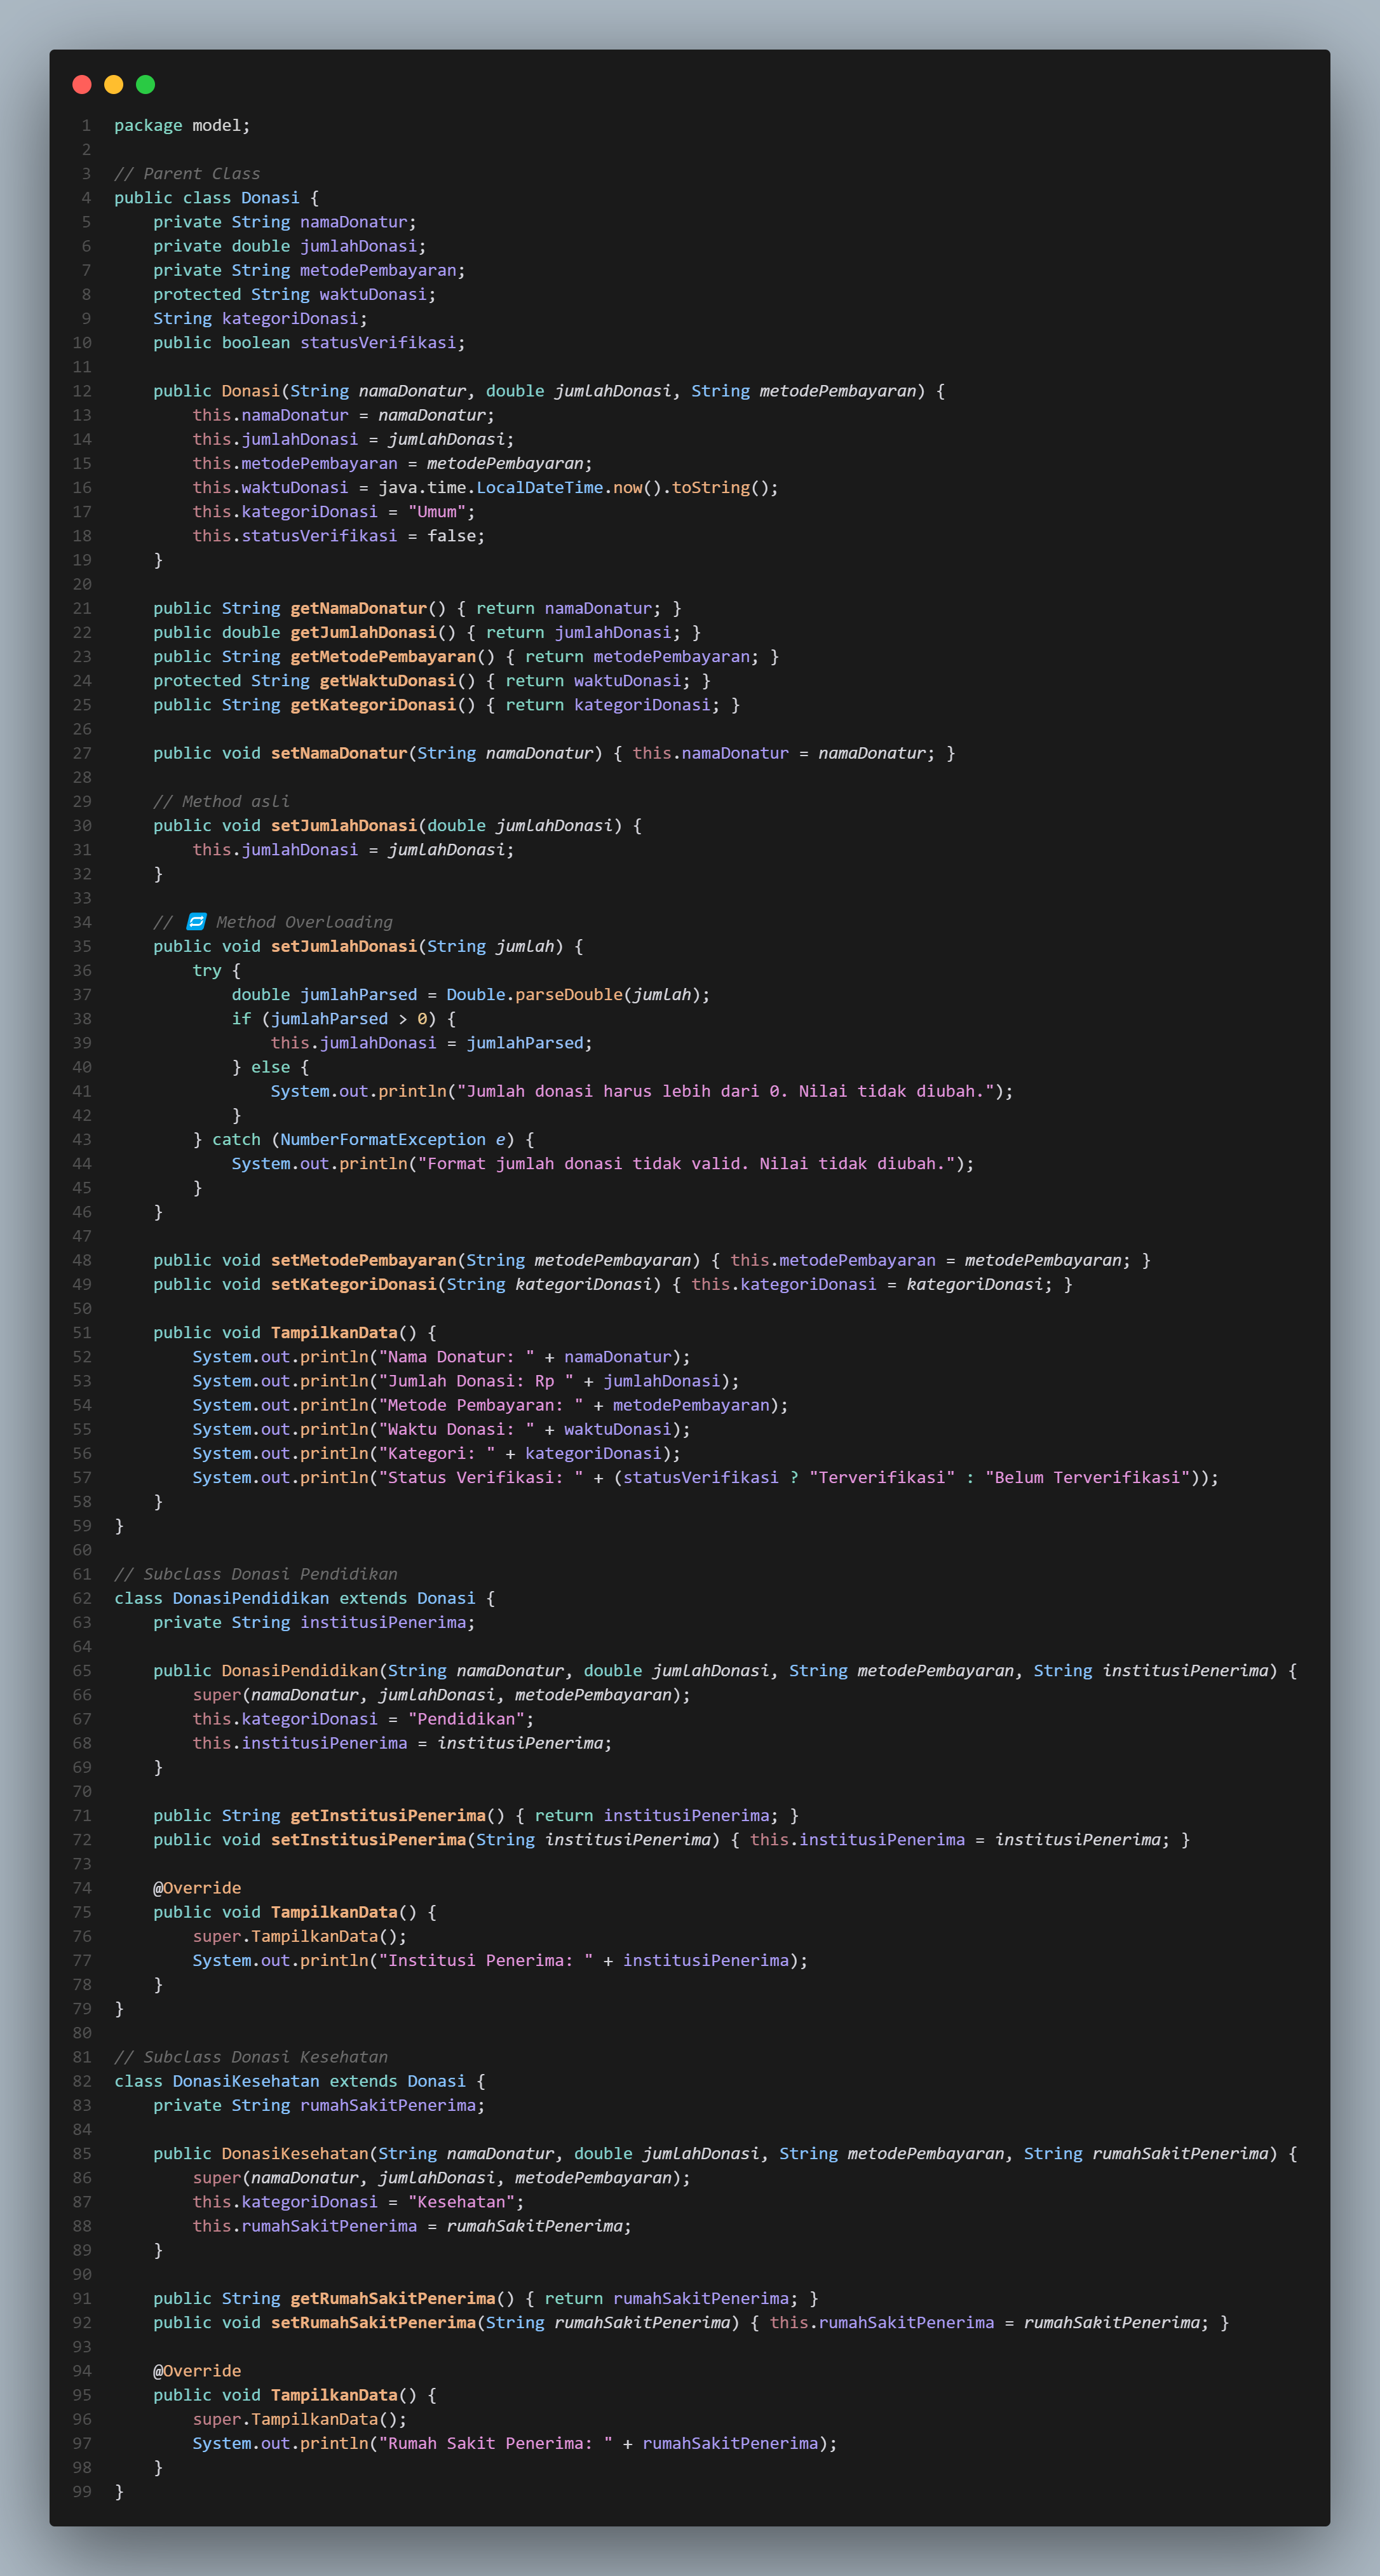 1 package model;
2
3 // Parent Class
4 public class Donasi {
5     private String namaDonatur;
6     private double jumlahDonasi;
7     private String metodePembayaran;
8     protected String waktuDonasi;
9     String kategoriDonasi;
10     public boolean statusVerifikasi;
11
12     public Donasi(String namaDonatur, double jumlahDonasi, String metodePembayaran) {
13         this.namaDonatur = namaDonatur;
14         this.jumlahDonasi = jumlahDonasi;
15         this.metodePembayaran = metodePembayaran;
16         this.waktuDonasi = java.time.LocalDateTime.now().toString();
17         this.kategoriDonasi = "Umum";
18         this.statusVerifikasi = false;
19     }
20
21     public String getNamaDonatur() { return namaDonatur; }
22     public double getJumlahDonasi() { return jumlahDonasi; }
23     public String getMetodePembayaran() { return metodePembayaran; }
24     protected String getWaktuDonasi() { return waktuDonasi; }
25     public String getKategoriDonasi() { return kategoriDonasi; }
26
27     public void setNamaDonatur(String namaDonatur) { this.namaDonatur = namaDonatur; }
28
29     // Method asli
30     public void setJumlahDonasi(double jumlahDonasi) {
31         this.jumlahDonasi = jumlahDonasi;
32     }
33
34     // 🔁 Method Overloading
35     public void setJumlahDonasi(String jumlah) {
36         try {
37             double jumlahParsed = Double.parseDouble(jumlah);
38             if (jumlahParsed > 0) {
39                 this.jumlahDonasi = jumlahParsed;
40             } else {
41                 System.out.println("Jumlah donasi harus lebih dari 0. Nilai tidak diubah.");
42             }
43         } catch (NumberFormatException e) {
44             System.out.println("Format jumlah donasi tidak valid. Nilai tidak diubah.");
45         }
46     }
47
48     public void setMetodePembayaran(String metodePembayaran) { this.metodePembayaran = metodePembayaran; }
49     public void setKategoriDonasi(String kategoriDonasi) { this.kategoriDonasi = kategoriDonasi; }
50
51     public void TampilkanData() {
52         System.out.println("Nama Donatur: " + namaDonatur);
53         System.out.println("Jumlah Donasi: Rp " + jumlahDonasi);
54         System.out.println("Metode Pembayaran: " + metodePembayaran);
55         System.out.println("Waktu Donasi: " + waktuDonasi);
56         System.out.println("Kategori: " + kategoriDonasi);
57         System.out.println("Status Verifikasi: " + (statusVerifikasi ? "Terverifikasi" : "Belum Terverifikasi"));
58     }
59 }
60
61 // Subclass Donasi Pendidikan
62 class DonasiPendidikan extends Donasi {
63     private String institusiPenerima;
64
65     public DonasiPendidikan(String namaDonatur, double jumlahDonasi, String metodePembayaran, String institusiPenerima) {
66         super(namaDonatur, jumlahDonasi, metodePembayaran);
67         this.kategoriDonasi = "Pendidikan";
68         this.institusiPenerima = institusiPenerima;
69     }
70
71     public String getInstitusiPenerima() { return institusiPenerima; }
72     public void setInstitusiPenerima(String institusiPenerima) { this.institusiPenerima = institusiPenerima; }
73
74     @Override
75     public void TampilkanData() {
76         super.TampilkanData();
77         System.out.println("Institusi Penerima: " + institusiPenerima);
78     }
79 }
80
81 // Subclass Donasi Kesehatan
82 class DonasiKesehatan extends Donasi {
83     private String rumahSakitPenerima;
84
85     public DonasiKesehatan(String namaDonatur, double jumlahDonasi, String metodePembayaran, String rumahSakitPenerima) {
86         super(namaDonatur, jumlahDonasi, metodePembayaran);
87         this.kategoriDonasi = "Kesehatan";
88         this.rumahSakitPenerima = rumahSakitPenerima;
89     }
90
91     public String getRumahSakitPenerima() { return rumahSakitPenerima; }
92     public void setRumahSakitPenerima(String rumahSakitPenerima) { this.rumahSakitPenerima = rumahSakitPenerima; }
93
94     @Override
95     public void TampilkanData() {
96         super.TampilkanData();
97         System.out.println("Rumah Sakit Penerima: " + rumahSakitPenerima);
98     }
99 }